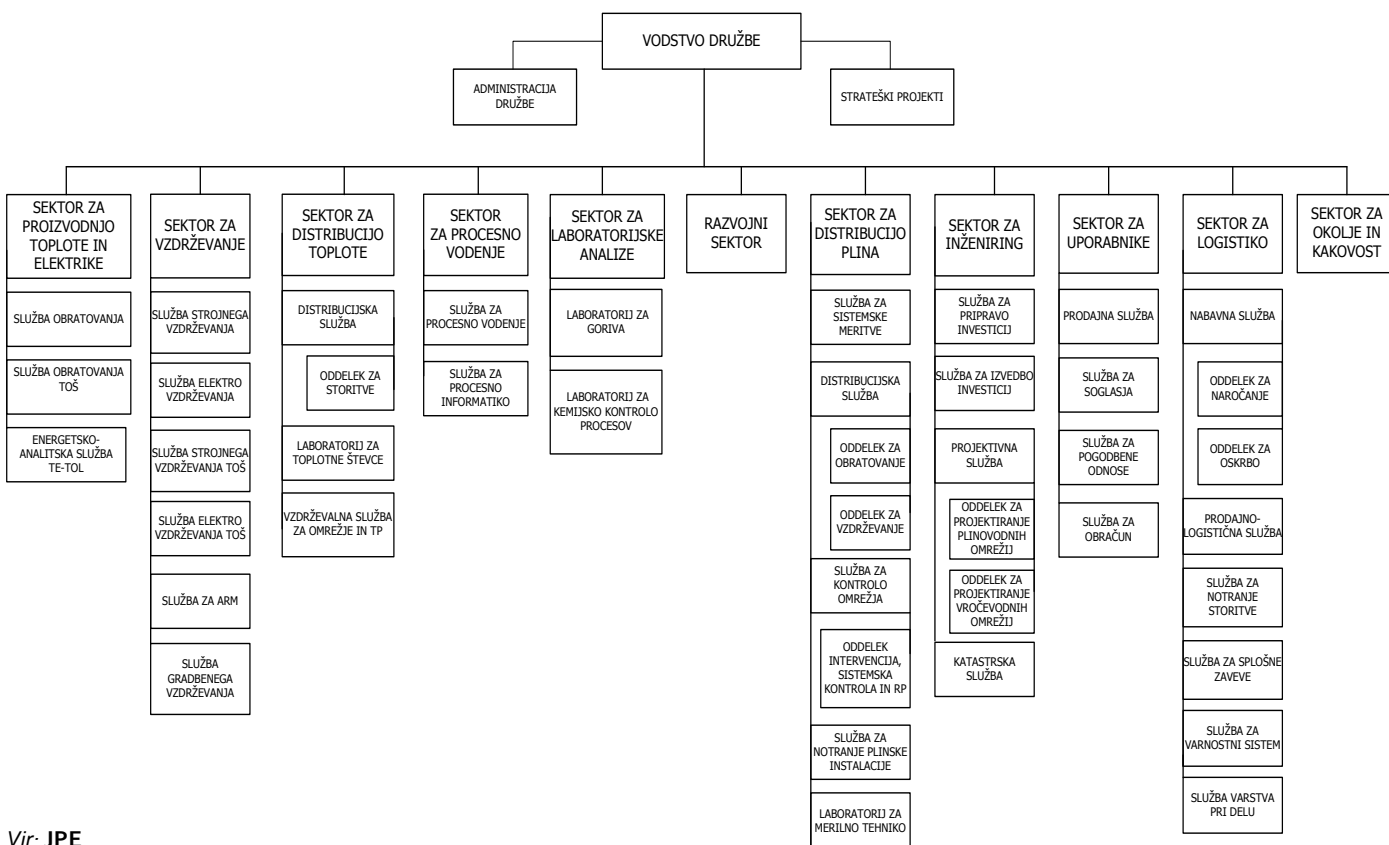 VODSTVO DRUŽBE
ADMINISTRACIJA
DRUŽBE
STRATEŠKI PROJEKTI
SEKTOR ZA
PROIZVODNJO
TOPLOTE IN
ELEKTRIKE
SLUŽBA OBRATOVANJA
SLUŽBA OBRATOVANJA
TOŠ
ENERGETSKO-
ANALITSKA SLUŽBA
TE-TOL
SEKTOR ZA
VZDRŽEVANJE
SLUŽBA STROJNEGA
VZDRŽEVANJA
SLUŽBA ELEKTRO
VZDRŽEVANJA
SLUŽBA STROJNEGA
VZDRŽEVANJA TOŠ
SLUŽBA ELEKTRO
VZDRŽEVANJA TOŠ
SLUŽBA ZA ARM
SLUŽBA
GRADBENEGA
VZDRŽEVANJA
SEKTOR ZA
DISTRIBUCIJO
TOPLOTE
DISTRIBUCIJSKA
SLUŽBA
ODDELEK ZA
STORITVE
LABORATORIJ ZA
TOPLOTNE ŠTEVCE
VZDRŽEVALNA SLUŽBA
ZA OMREŽJE IN TP
SEKTOR
ZA PROCESNO
VODENJE
SLUŽBA ZA
PROCESNO VODENJE
SLUŽBA ZA
PROCESNO
INFORMATIKO
SEKTOR ZA
LABORATORIJSKE
ANALIZE
LABORATORIJ ZA
GORIVA
LABORATORIJ ZA
KEMIJSKO KONTROLO
PROCESOV
RAZVOJNI
SEKTOR
SEKTOR ZA
DISTRIBUCIJO
PLINA
SLUŽBA ZA
SISTEMSKE
MERITVE
DISTRIBUCIJSKA
SLUŽBA
ODDELEK ZA
OBRATOVANJE
ODDELEK ZA
VZDRŽEVANJE
SLUŽBA ZA
KONTROLO
OMREŽJA
ODDELEK
INTERVENCIJA,
SISTEMSKA
KONTROLA IN RP
SLUŽBA ZA
NOTRANJE PLINSKE
INSTALACIJE
LABORATORIJ ZA
MERILNO TEHNIKO
SEKTOR ZA
INŽENIRING
SLUŽBA ZA
PRIPRAVO
INVESTICIJ
SLUŽBA ZA IZVEDBO
INVESTICIJ
PROJEKTIVNA
SLUŽBA
ODDELEK ZA
PROJEKTIRANJE
PLINOVODNIH
OMREŽIJ
ODDELEK ZA
PROJEKTIRANJE
VROČEVODNIH
OMREŽIJ
KATASTRSKA
SLUŽBA
SEKTOR ZA
UPORABNIKE
PRODAJNA SLUŽBA
SLUŽBA ZA
SOGLASJA
SLUŽBA ZA
POGODBENE
ODNOSE
SLUŽBA ZA
OBRAČUN
SEKTOR ZA
LOGISTIKO
NABAVNA SLUŽBA
ODDELEK ZA
NAROČANJE
ODDELEK ZA
OSKRBO
PRODAJNO-
LOGISTIČNA SLUŽBA
SLUŽBA ZA
NOTRANJE
STORITVE
SLUŽBA ZA SPLOŠNE
ZAVEVE
SLUŽBA ZA
VARNOSTNI SISTEM
SLUŽBA VARSTVA
PRI DELU
SEKTOR ZA
OKOLJE IN
KAKOVOST
Vir: JPE